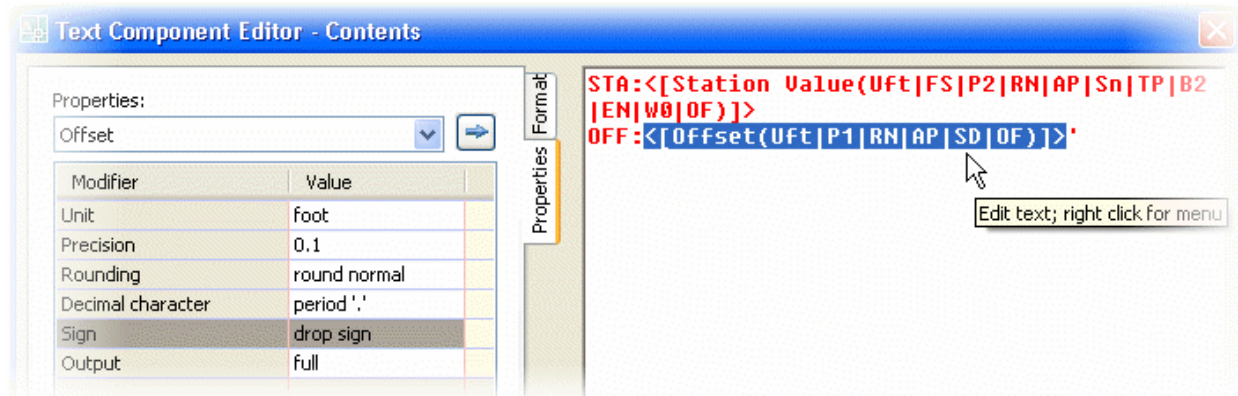 Text Component Editor - Contents
Properties:
Offset
Modifier Value
Unit foot
Precision 0.1
Rounding round normal
Decimal character period '.'
Sign drop sign
Output full
Format
Properties
STA:<[Station Value(Uft|FS|P2|RN|AP|Sn|TP|B2
|EN|W0|OF)]>
OFF:<[Offset(Uft|P1|RN|AP|SD|OF)]>'
Edit text; right click for menu